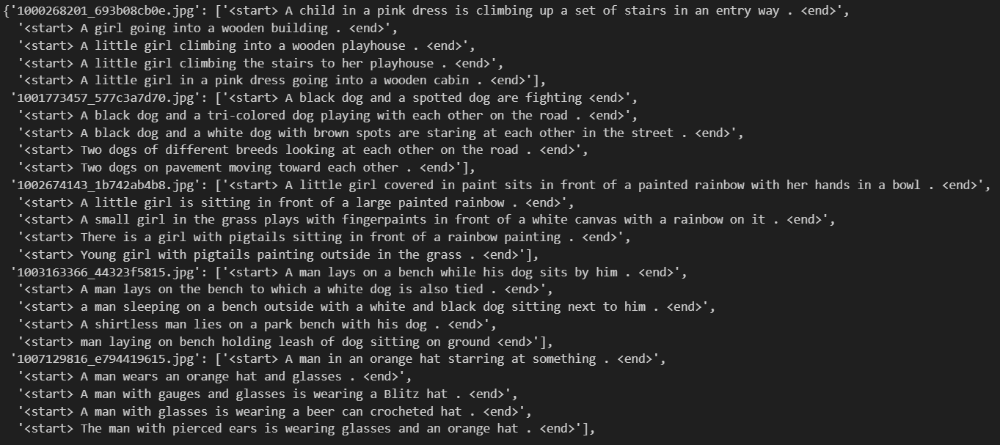 {'1000268201_693b08cb0e.jpg': ['<start> A child in a pink dress is climbing up a set of stairs in an entry way . <end>',
'<start> A girl going into a wooden building . <end>',
'<start> A little girl climbing into a wooden playhouse . <end>',
'<start> A little girl climbing the stairs to her playhouse . <end>',
'<start> A little girl in a pink dress going into a wooden cabin . <end>'],
'1001773457_577c3a7d70.jpg': ['<start> A black dog and a spotted dog are fighting <end>',
'<start> A black dog and a tri-colored dog playing with each other on the road . <end>',
'<start> A black dog and a white dog with brown spots are staring at each other in the street . <end>',
'<start> Two dogs of different breeds looking at each other on the road . <end>',
'<start> Two dogs on pavement moving toward each other . <end>'],
'1002674143_1b742ab4b8.jpg': ['<start> A little girl covered in paint sits in front of a painted rainbow with her hands in a bowl . <end>',
'<start> A little girl is sitting in front of a large painted rainbow . <end>',
'<start> A small girl in the grass plays with fingerpaints in front of a white canvas with a rainbow on it . <end>',
'<start> There is a girl with pigtails sitting in front of a rainbow painting . <end>',
'<start> Young girl with pigtails painting outside in the grass . <end>'],
'1003163366_44323f5815.jpg': ['<start> A man lays on a bench while his dog sits by him . <end>',
'<start> A man lays on the bench to which a white dog is also tied . <end>',
'<start> a man sleeping on a bench outside with a white and black dog sitting next to him . <end>',
'<start> A shirtless man lies on a park bench with his dog . <end>',
'<start> man laying on bench holding leash of dog sitting on ground <end>'],
'1007129816_e794419615.jpg': ['<start> A man in an orange hat starring at something . <end>',
'<start> A man wears an orange hat and glasses . <end>',
'<start> A man with gauges and glasses is wearing a Blitz hat . <end>',
'<start> A man with glasses is wearing a beer can crocheted hat . <end>',
'<start> The man with pierced ears is wearing glasses and an orange hat . <end>'],